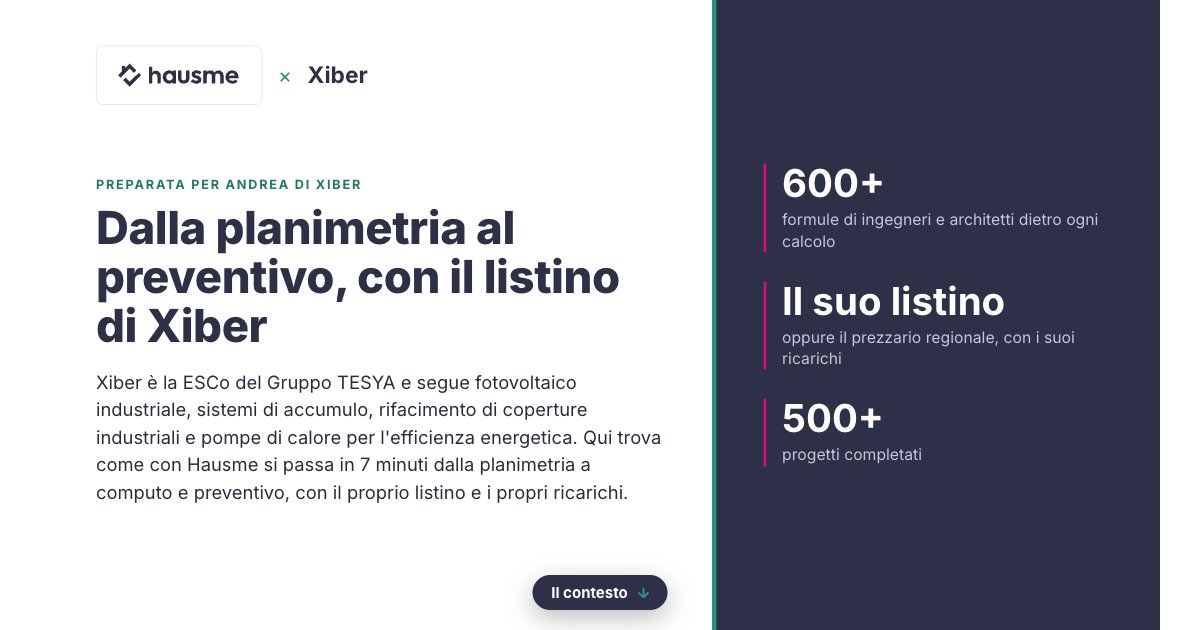 hausme × Xiber
PREPARATA PER ANDREA DI XIBER
Dalla planimetria al
preventivo, con il listino
di Xiber
Xiber è la ESCo del Gruppo TESYA e segue fotovoltaico
industriale, sistemi di accumulo, rifacimento di coperture
industriali e pompe di calore per l'efficienza energetica. Qui trova
come con Hausme si passa in 7 minuti dalla planimetria a
computo e preventivo, con il proprio listino e i propri ricarichi.
Il contesto ↓
600+
formule di ingegneri e architetti dietro ogni
calcolo
Il suo listino
oppure il prezzario regionale, con i suoi
ricarichi
500+
progetti completati